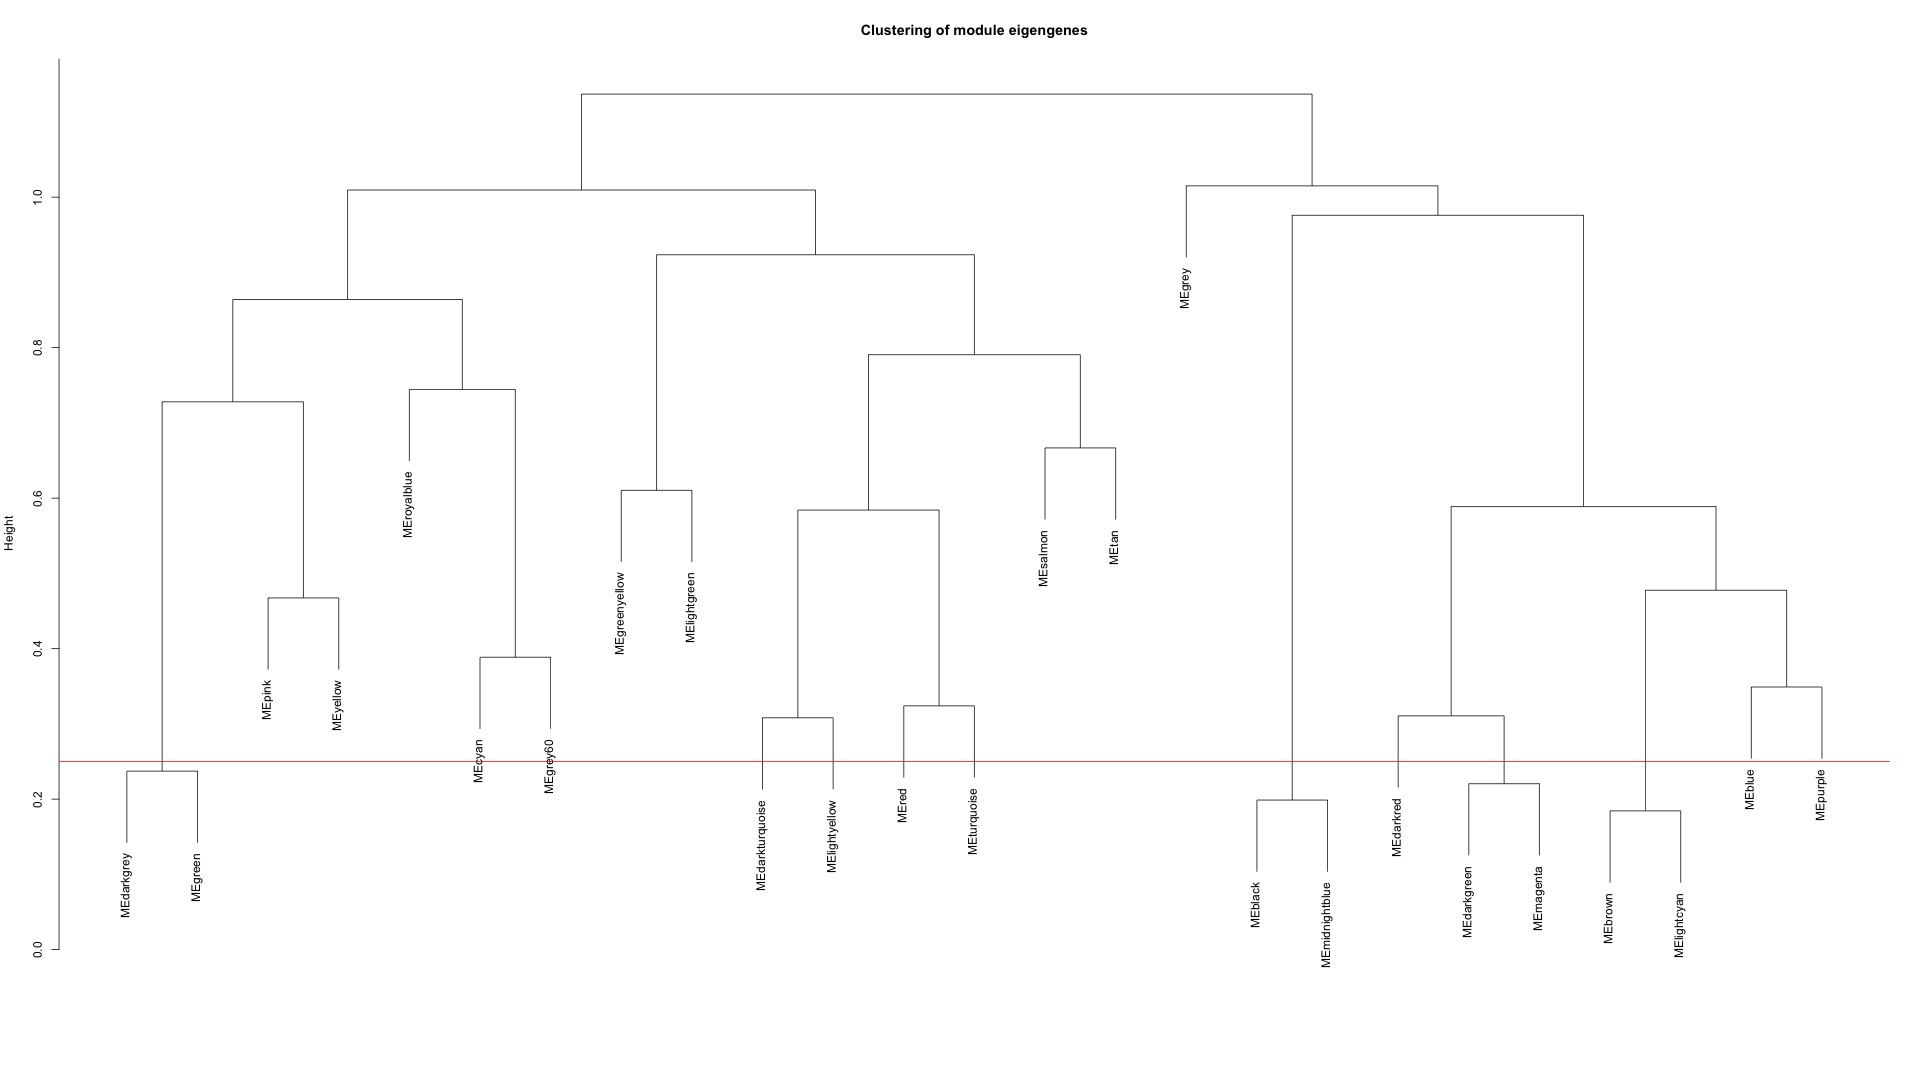 Clustering of module eigengenes
Height
1.0
0.8
0.6
0.4
0.2
0.0
MEdarkgrey
MEgreen
MEpink
MEyellow
MEroyalblue
MEcyan
MEgrey60
MEgreenyellow
MElightgreen
MEdarkturquoise
MElightyellow
MEred
MEturquoise
MEsalmon
MEtan
MEgrey
MEblack
MEmidnightblue
MEdarkred
MEdarkgreen
MEmagenta
MEbrown
MElightcyan
MEblue
MEpurple